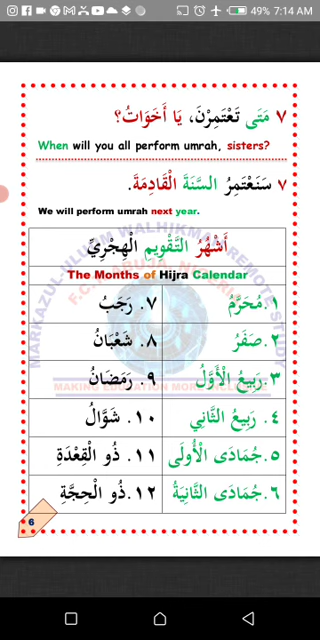 49% 7:14 AM
٧ مَتَى تَعْتَمِرْنَ، يَا أَخَوَاتُ؟
When will you all perform umrah, sisters?
٧ سَنَعْتَمِرُ السَّنَةَ الْقَادِمَةَ.
We will perform umrah next year.
أَشْهُرُ التَّقْوِيمِ الْهِجْرِيِّ
The Months of Hijra Calendar
١. مُحَرَّمُ ٧. رَجَبُ
٢. صَفَرُ ٨. شَعْبَانُ
٣. رَبِيعُ الْأَوَّلُ ٩. رَمَضَانُ
٤. رَبِيعُ الثَّانِي ١٠. شَوَّالُ
٥. جُمَادَى الْأُولَى ١١. ذُو الْقِعْدَةِ
٦. جُمَادَى الثَّانِيَةُ ١٢. ذُو الْحِجَّةِ
6